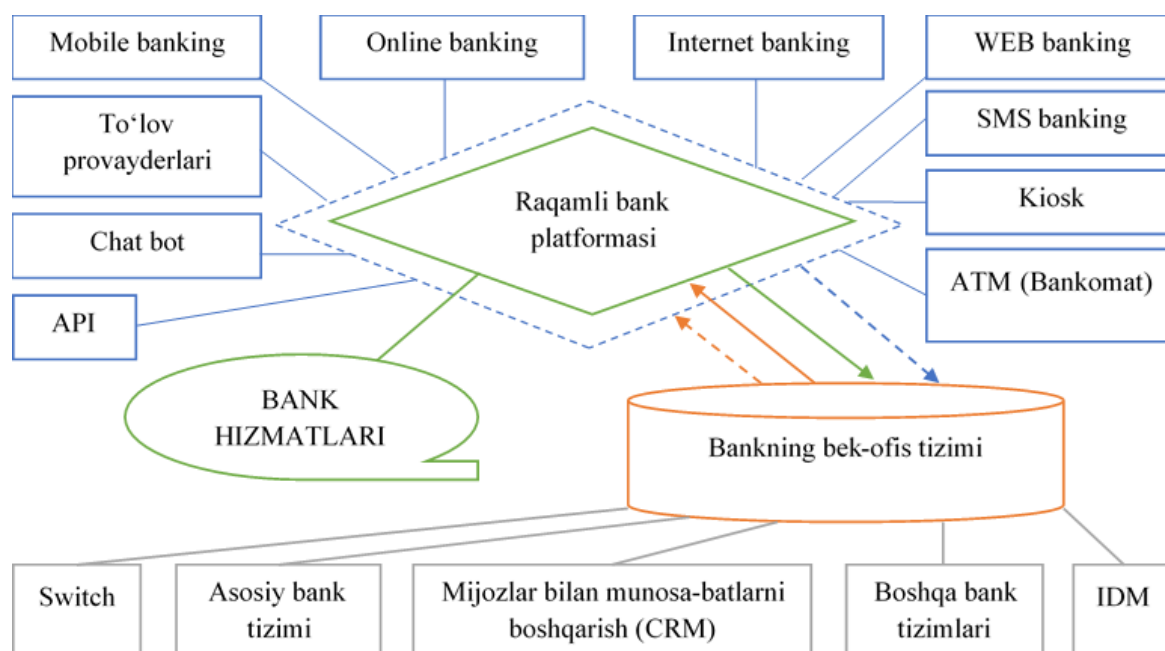 Mobile banking
Online banking
Internet banking
WEB banking
To‘lov
provayderlari
SMS banking
Raqamli bank
platformasi
Kiosk
Chat bot
ATM (Bankomat)
API
BANK
HIZMATLARI
Bankning bek-ofis tizimi
Switch
Asosiy bank
tizimi
Mijozlar bilan munosa-batlarni
boshqarish (CRM)
Boshqa bank
tizimlari
IDM